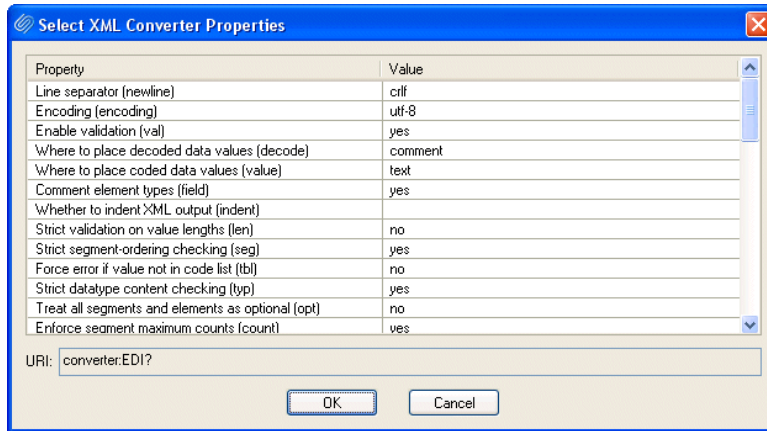 Select XML Converter Properties
Property Value
Line separator (newline) crlf
Encoding (encoding) utf-8
Enable validation (val) yes
Where to place decoded data values (decode) comment
Where to place coded data values (value) text
Comment element types (field) yes
Whether to indent XML output (indent)
Strict validation on value lengths (len) no
Strict segment-ordering checking (seg) yes
Force error if value not in code list (tbl) no
Strict datatype content checking (typ) yes
Treat all segments and elements as optional (opt) no
Enforce segment maximum counts (count) yes
URI: converter:EDI?
OK Cancel